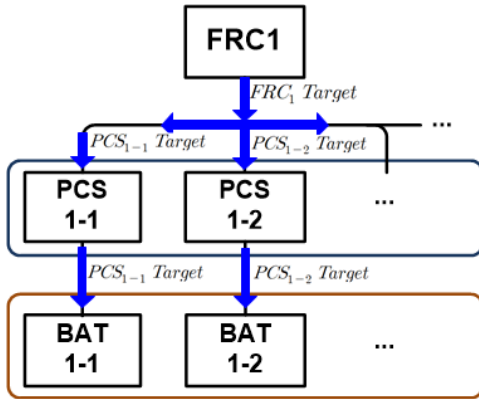 FRC1
FRC₁ Target
...
PCS₁₋₁ Target PCS₁₋₂ Target
PCS PCS
1-1 1-2
...
PCS₁₋₁ Target PCS₁₋₂ Target
BAT BAT
1-1 1-2
...